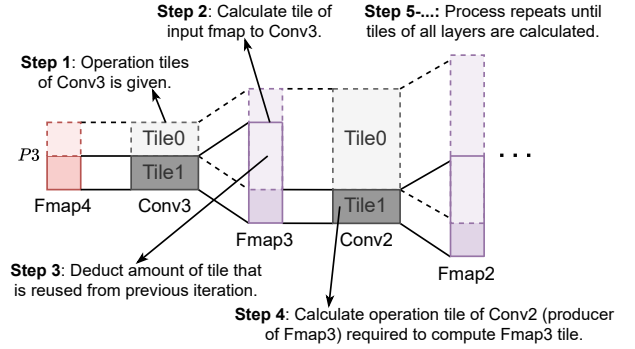 Step 2: Calculate tile of
input fmap to Conv3.
Step 5-...: Process repeats until
tiles of all layers are calculated.
Step 1: Operation tiles
of Conv3 is given.
P3
Tile0
Tile1
Tile0
Tile1
...
Fmap4
Conv3
Fmap3
Conv2
Fmap2
Step 3: Deduct amount of tile that
is reused from previous iteration.
Step 4: Calculate operation tile of Conv2 (producer
of Fmap3) required to compute Fmap3 tile.